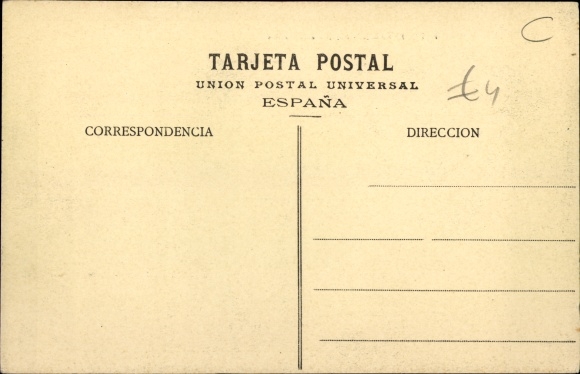 C
TARJETA POSTAL
£4
UNION POSTAL UNIVERSAL
ESPAÑA
CORRESPONDENCIA
DIRECCION